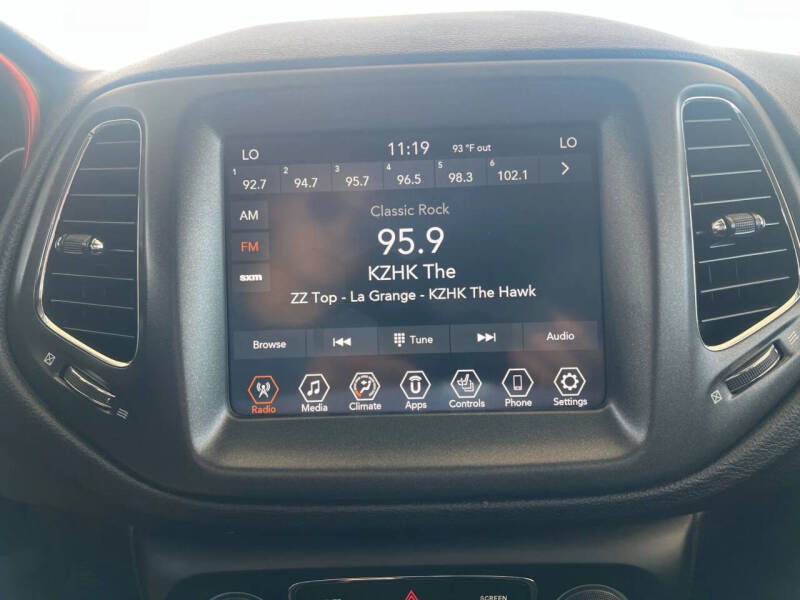 LO 11:19 93 °F out LO
1 92.7 2 94.7 3 95.7 4 96.5 5 98.3 6 102.1
AM
Classic Rock
FM
95.9
sxm
KZHK The
ZZ Top - La Grange - KZHK The Hawk
Browse Tune Audio
Radio Media Climate Apps Controls Phone Settings
SCREEN